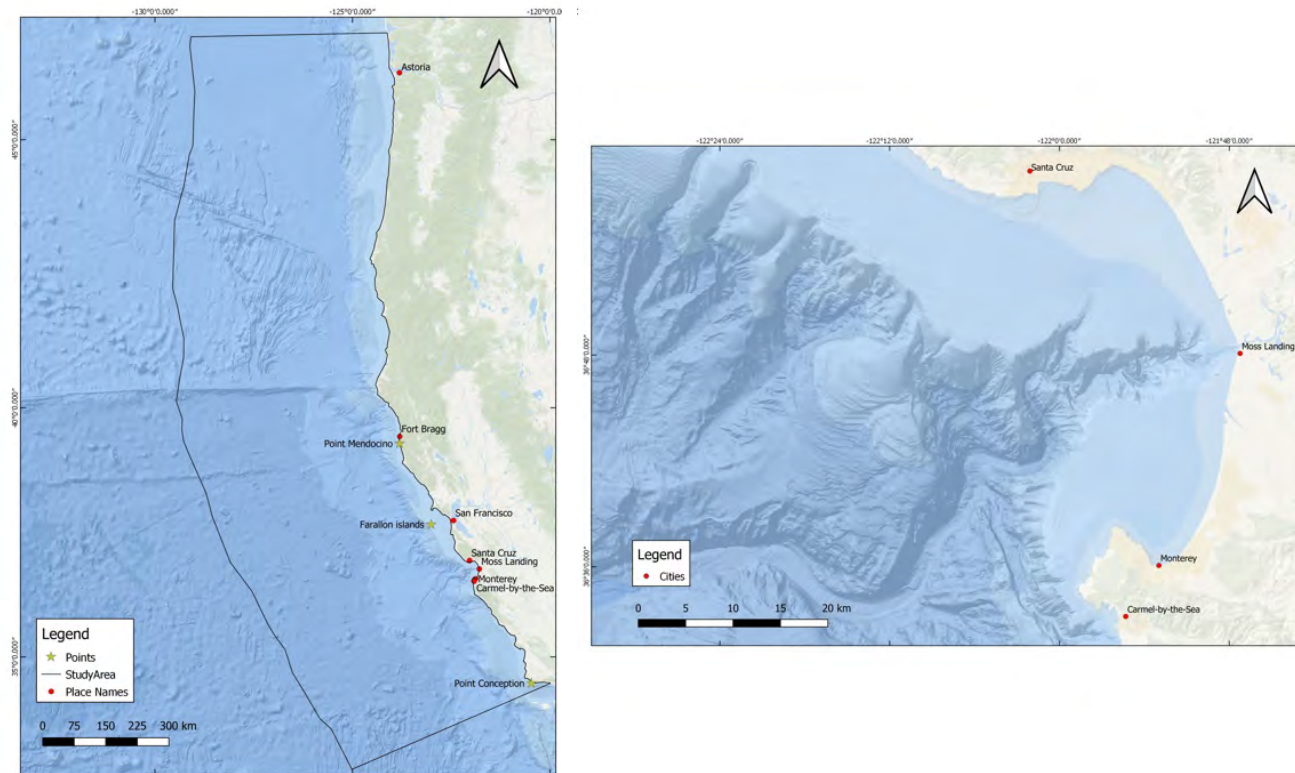 -130°0'0.000"
-125°0'0.000"
-120°0'0.000"
45°0'0.000"
40°0'0.000"
35°0'0.000"
Astoria
Fort Bragg
Point Mendocino
San Francisco
Farallon islands
Santa Cruz
Moss Landing
Monterey
Carmel-by-the-Sea
Point Conception
Legend
Points
StudyArea
Place Names
0 75 150 225 300 km
-122°24'0.000"
-122°12'0.000"
-122°0'0.000"
-121°48'0.000"
36°48'0.000"
36°36'0.000"
Santa Cruz
Moss Landing
Monterey
Carmel-by-the-Sea
Legend
Cities
0 5 10 15 20 km